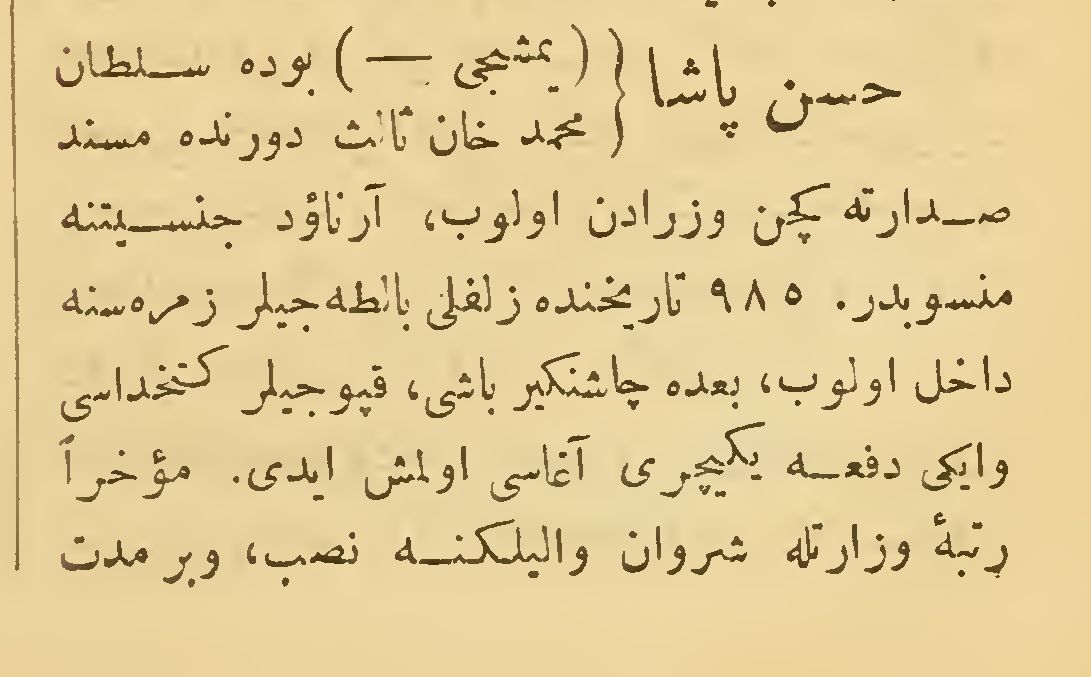 حسن پاشا { (یمشجی —) بوده سلطان
محمد خان ثالث دورنده مسند
صدارته کچن وزرادن اولوب، آرناؤد جنسیتنه
منسوبدر. ٩٨٥ تاریخنده زلفلی بالطه‌جیلر زمره‌سنه
داخل اولوب، بعده چاشنکیر باشی، قپوجیلر کتخداسی
وایکی دفعه یکیچری آغاسی اولمش ایدی. مؤخراً
رتبهٔ وزارتله شروان والیلکنه نصب، وبر مدت